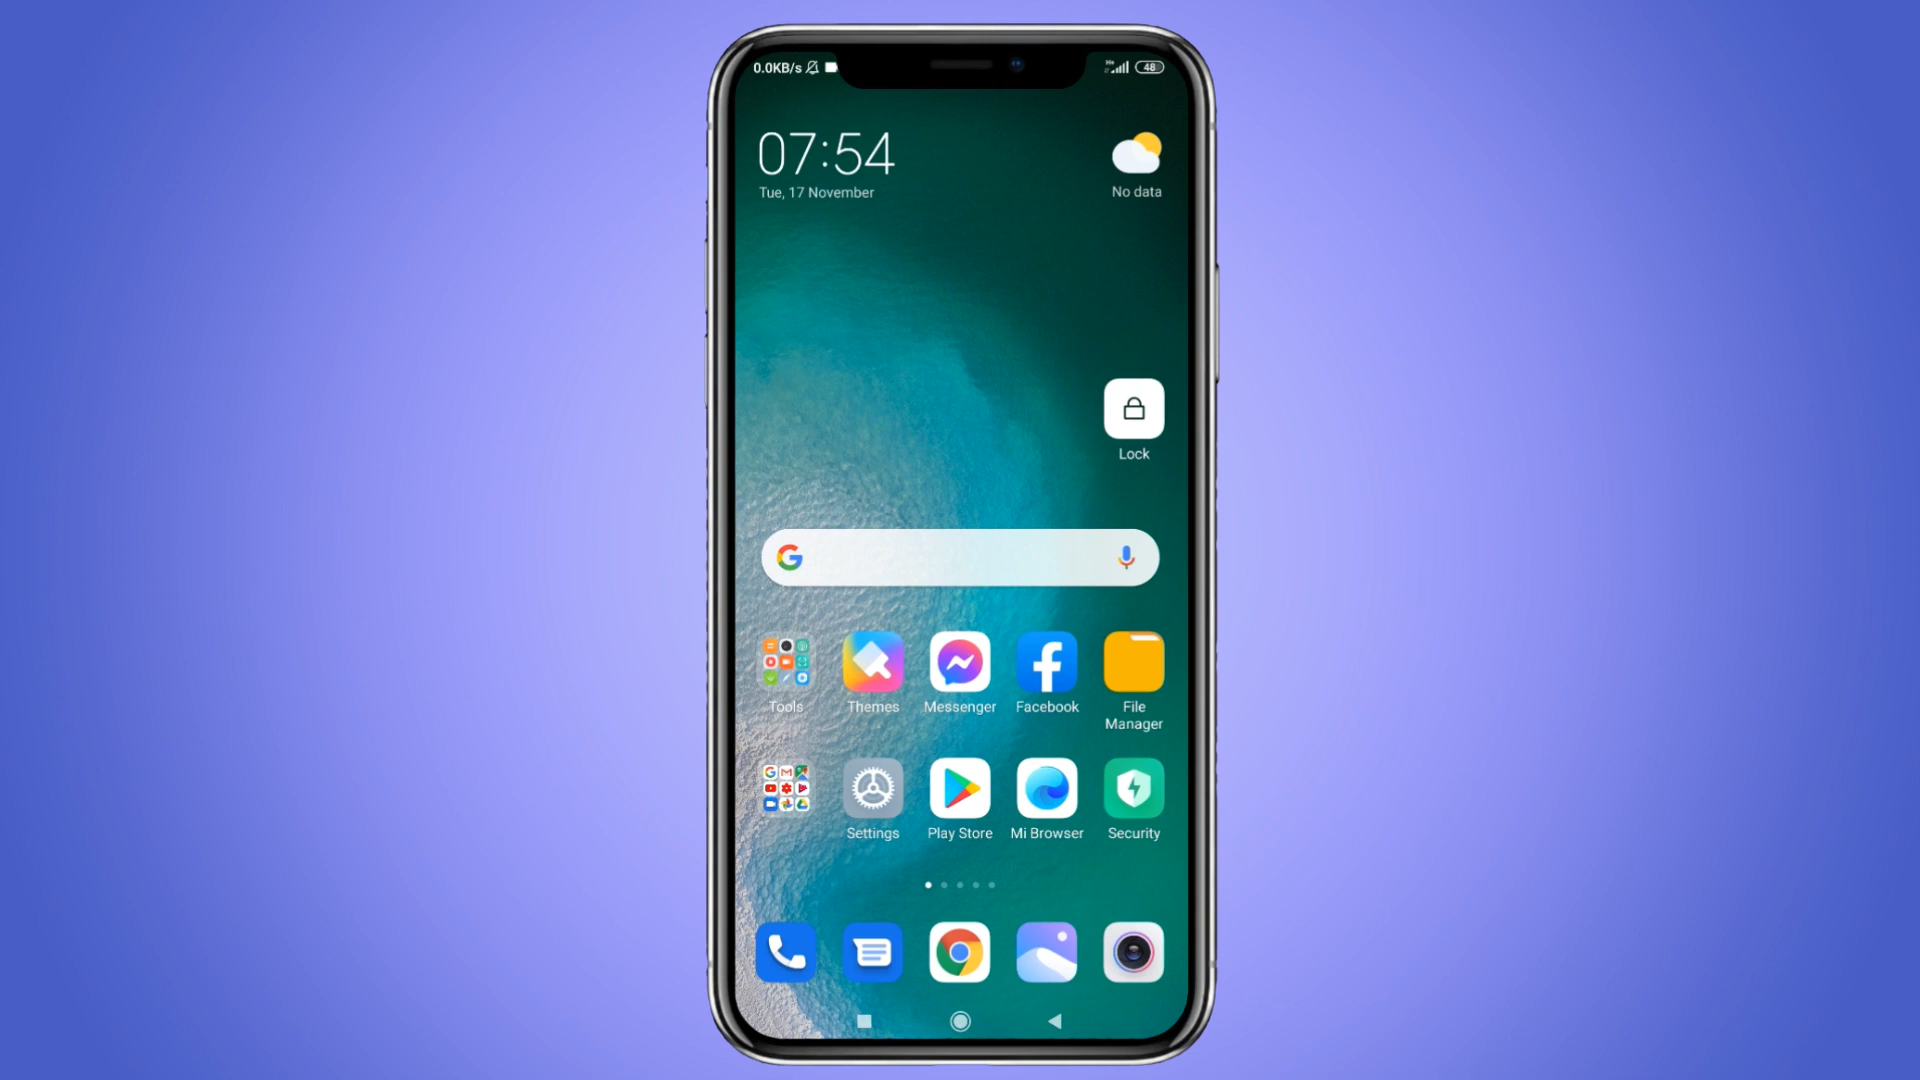 0.0KB/s
48
07:54
Tue, 17 November
No data
Lock
Tools
Themes
Messenger
Facebook
File
Manager
Settings
Play Store
Mi Browser
Security